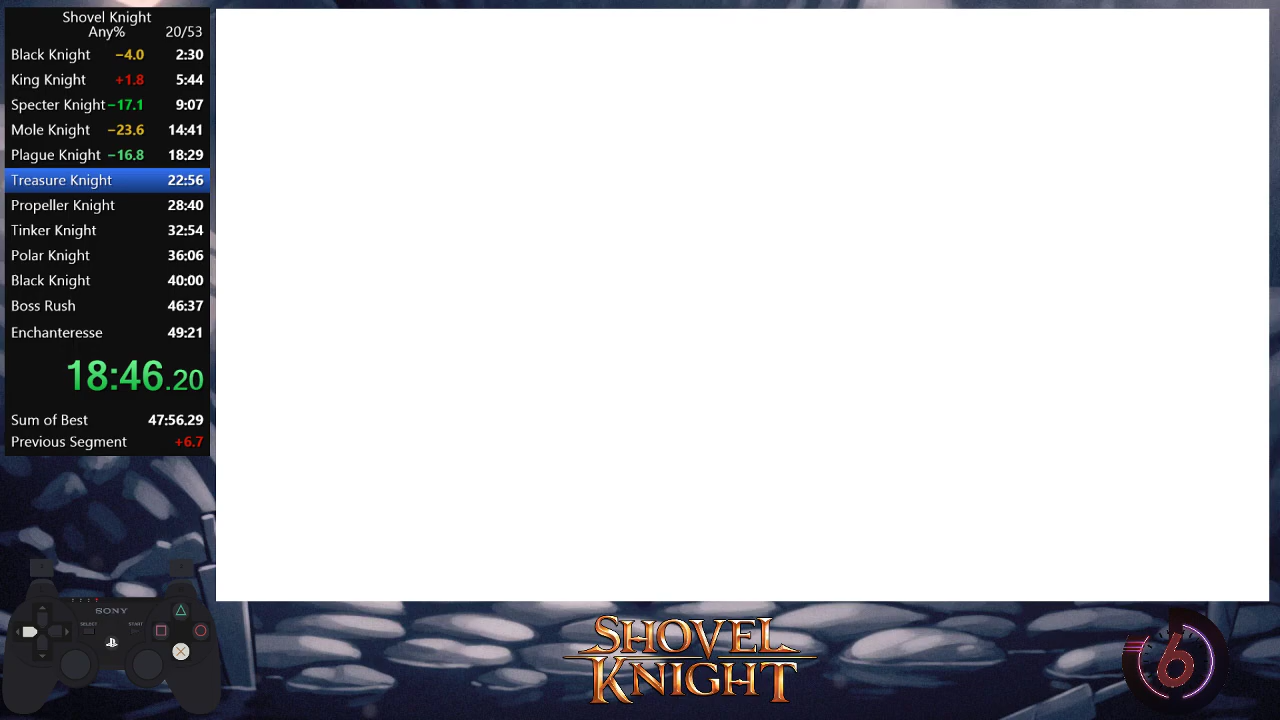 Shovel Knight
Any% 20/53
Black Knight −4.0 2:30
King Knight +1.8 5:44
Specter Knight −17.1 9:07
Mole Knight −23.6 14:41
Plague Knight −16.8 18:29
Treasure Knight 22:56
Propeller Knight 28:40
Tinker Knight 32:54
Polar Knight 36:06
Black Knight 40:00
Boss Rush 46:37
Enchanteresse 49:21
18:46.20
Sum of Best 47:56.29
Previous Segment +6.7
SONY
SELECT START
SHOVEL
KNIGHT
6